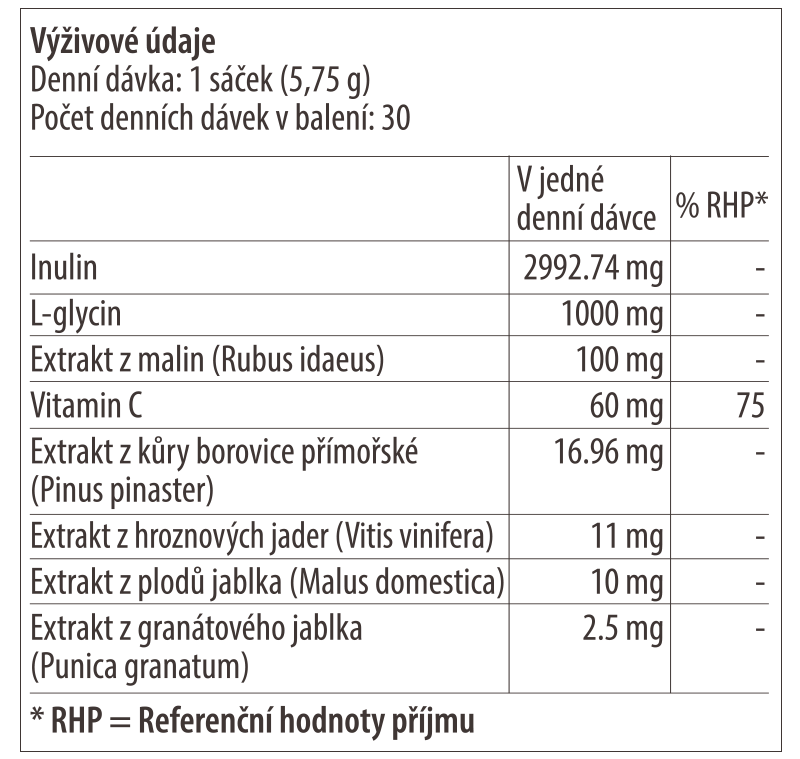 Výživové údaje
Denní dávka: 1 sáček (5,75 g)
Počet denních dávek v balení: 30
V jedné
denní dávce
% RHP*
Inulin 2992.74 mg -
L-glycin 1000 mg -
Extrakt z malin (Rubus idaeus) 100 mg -
Vitamin C 60 mg 75
Extrakt z kůry borovice přímořské 16.96 mg -
(Pinus pinaster)
Extrakt z hroznových jader (Vitis vinifera) 11 mg -
Extrakt z plodů jablka (Malus domestica) 10 mg -
Extrakt z granátového jablka 2.5 mg -
(Punica granatum)
* RHP = Referenční hodnoty příjmu